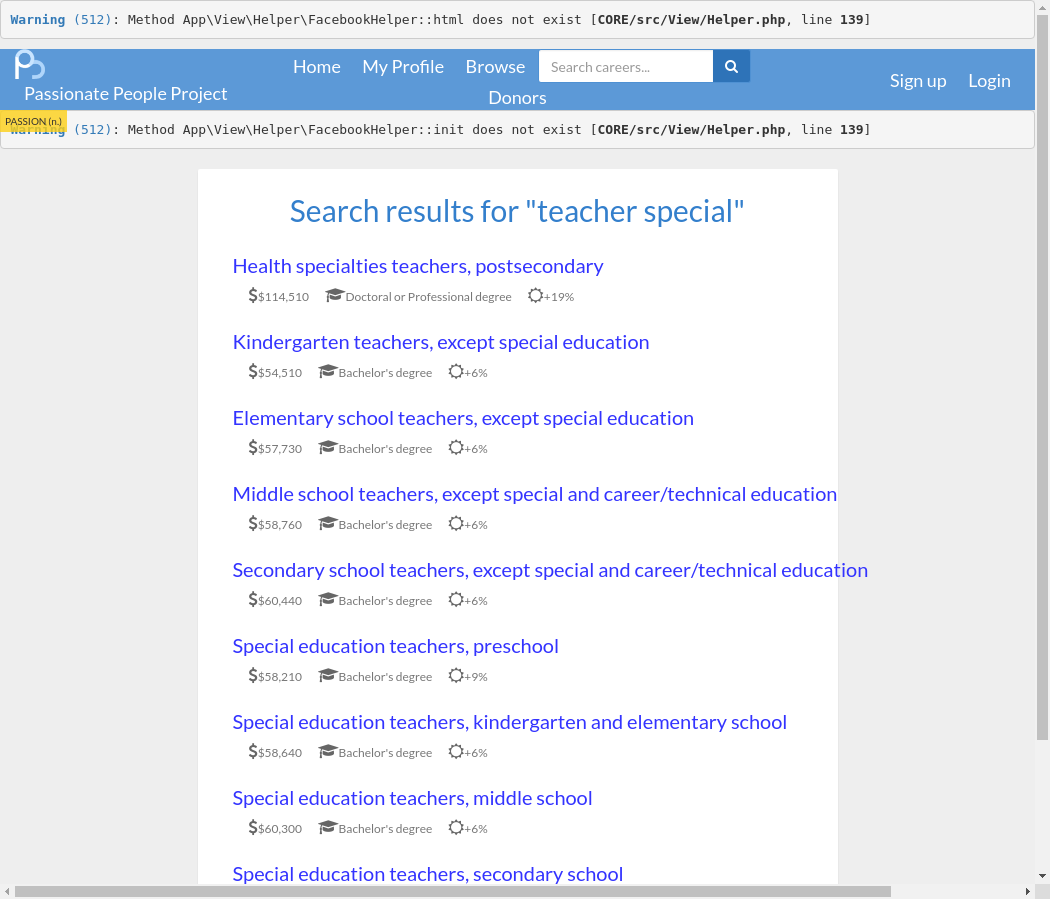 Warning (512): Method App\View\Helper\FacebookHelper::html does not exist [CORE/src/View/Helper.php, line 139]
Passionate People Project
Home My Profile Browse Search careers...
Donors
Sign up Login
PASSION (n.)
Warning (512): Method App\View\Helper\FacebookHelper::init does not exist [CORE/src/View/Helper.php, line 139]
Search results for "teacher special"
Health specialties teachers, postsecondary
$114,510 Doctoral or Professional degree +19%
Kindergarten teachers, except special education
$54,510 Bachelor's degree +6%
Elementary school teachers, except special education
$57,730 Bachelor's degree +6%
Middle school teachers, except special and career/technical education
$58,760 Bachelor's degree +6%
Secondary school teachers, except special and career/technical education
$60,440 Bachelor's degree +6%
Special education teachers, preschool
$58,210 Bachelor's degree +9%
Special education teachers, kindergarten and elementary school
$58,640 Bachelor's degree +6%
Special education teachers, middle school
$60,300 Bachelor's degree +6%
Special education teachers, secondary school